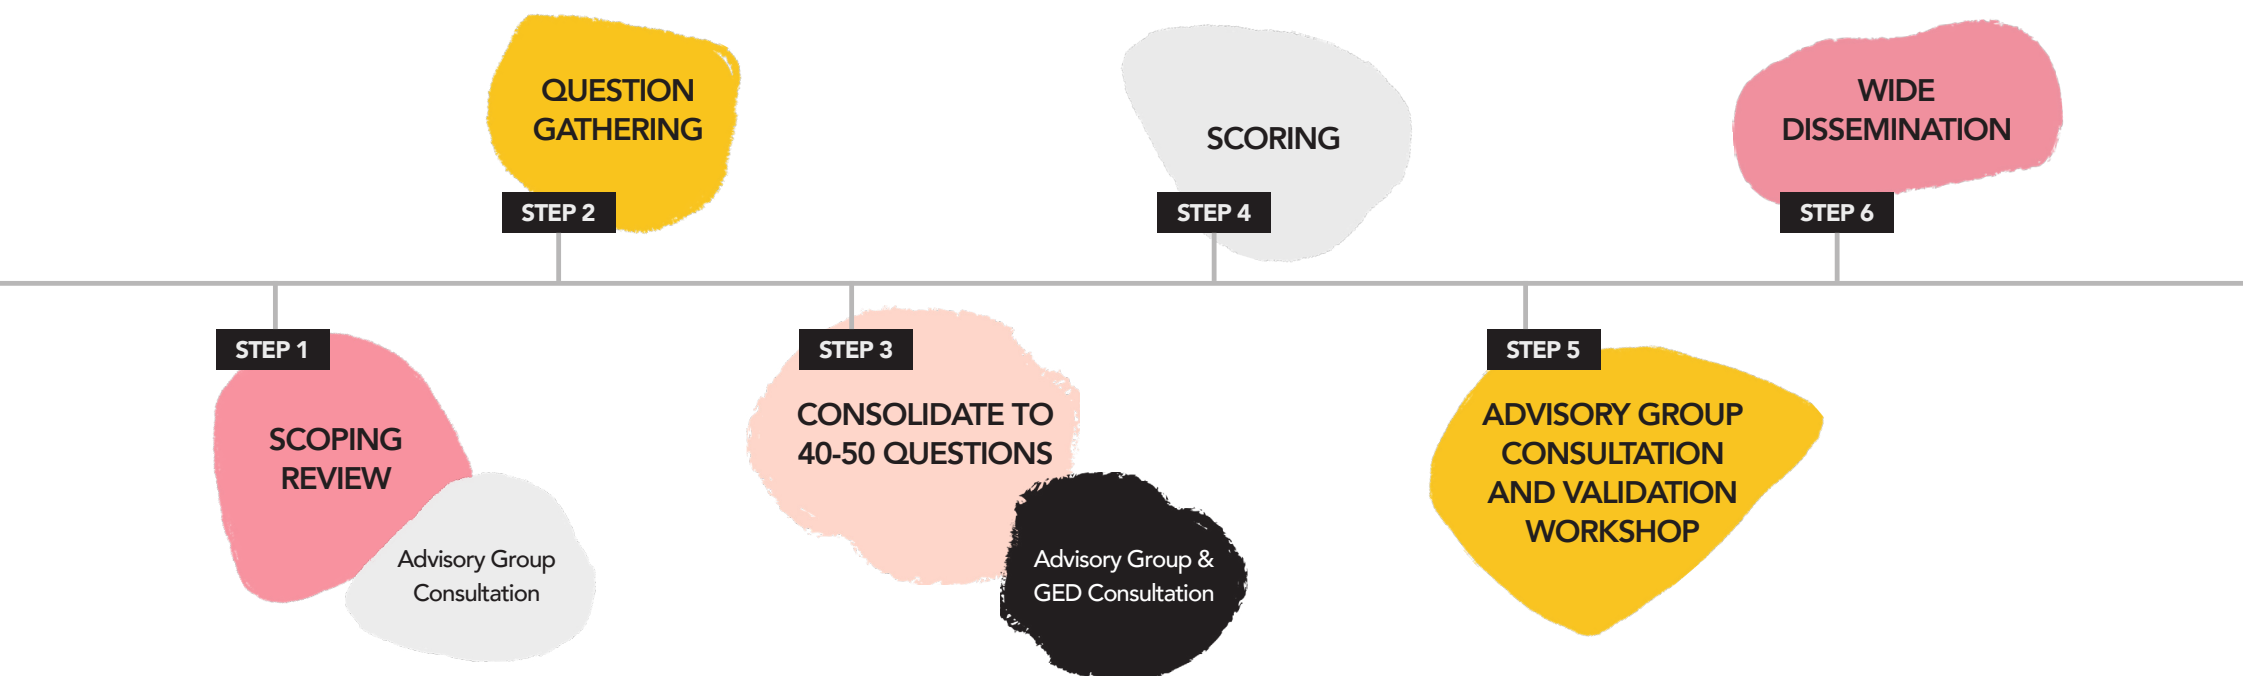 STEP 1
SCOPING
REVIEW
Advisory Group
Consultation
QUESTION
GATHERING
STEP 2
STEP 3
CONSOLIDATE TO
40-50 QUESTIONS
Advisory Group &
GED Consultation
SCORING
STEP 4
STEP 5
ADVISORY GROUP
CONSULTATION
AND VALIDATION
WORKSHOP
WIDE
DISSEMINATION
STEP 6